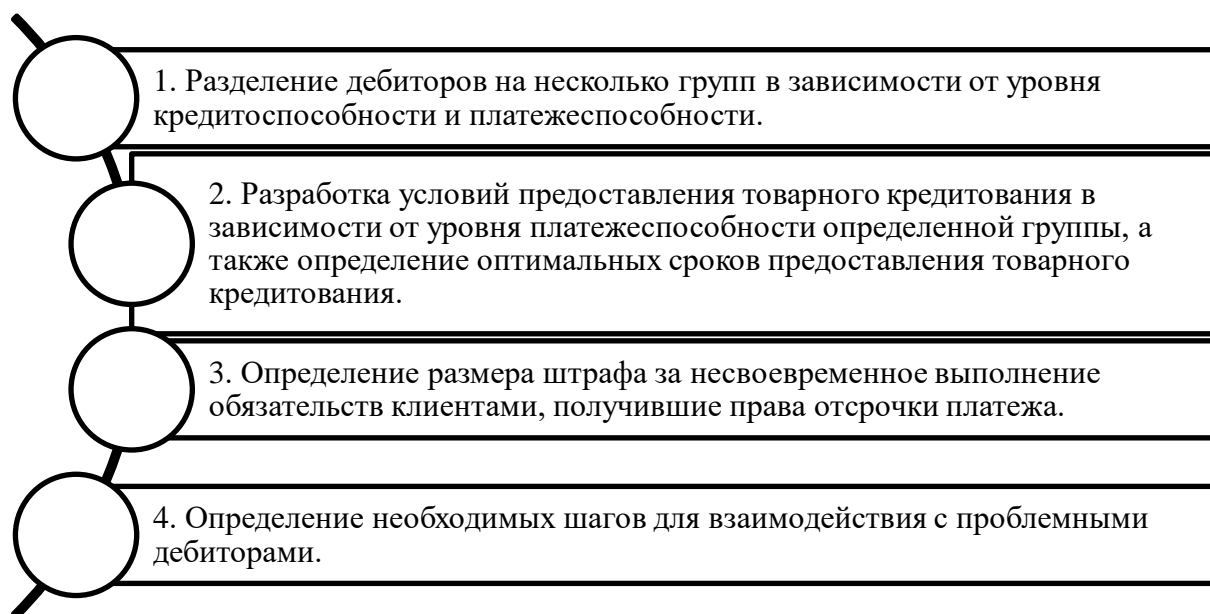 1. Разделение дебиторов на несколько групп в зависимости от уровня
кредитоспособности и платежеспособности.
2. Разработка условий предоставления товарного кредитования в
зависимости от уровня платежеспособности определенной группы, а
также определение оптимальных сроков предоставления товарного
кредитования.
3. Определение размера штрафа за несвоевременное выполнение
обязательств клиентами, получившие права отсрочки платежа.
4. Определение необходимых шагов для взаимодействия с проблемными
дебиторами.